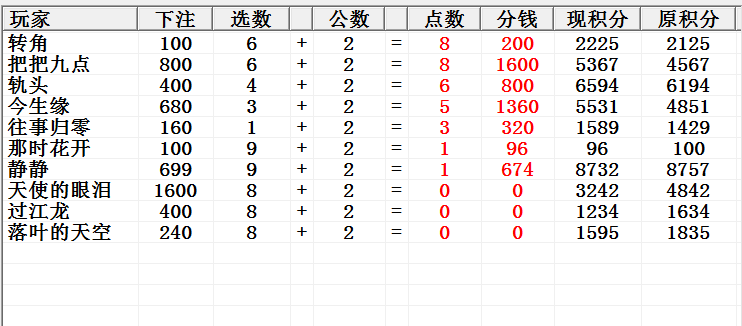 玩家 下注 选数 公数 点数 分钱 现积分 原积分
转角 100 6 + 2 = 8 200 2225 2125
把把九点 800 6 + 2 = 8 1600 5367 4567
轨头 400 4 + 2 = 6 800 6594 6194
今生缘 680 3 + 2 = 5 1360 5531 4851
往事归零 160 1 + 2 = 3 320 1589 1429
那时花开 100 9 + 2 = 1 96 96 100
静静 699 9 + 2 = 1 674 8732 8757
天使的眼泪 1600 8 + 2 = 0 0 3242 4842
过江龙 400 8 + 2 = 0 0 1234 1634
落叶的天空 240 8 + 2 = 0 0 1595 1835